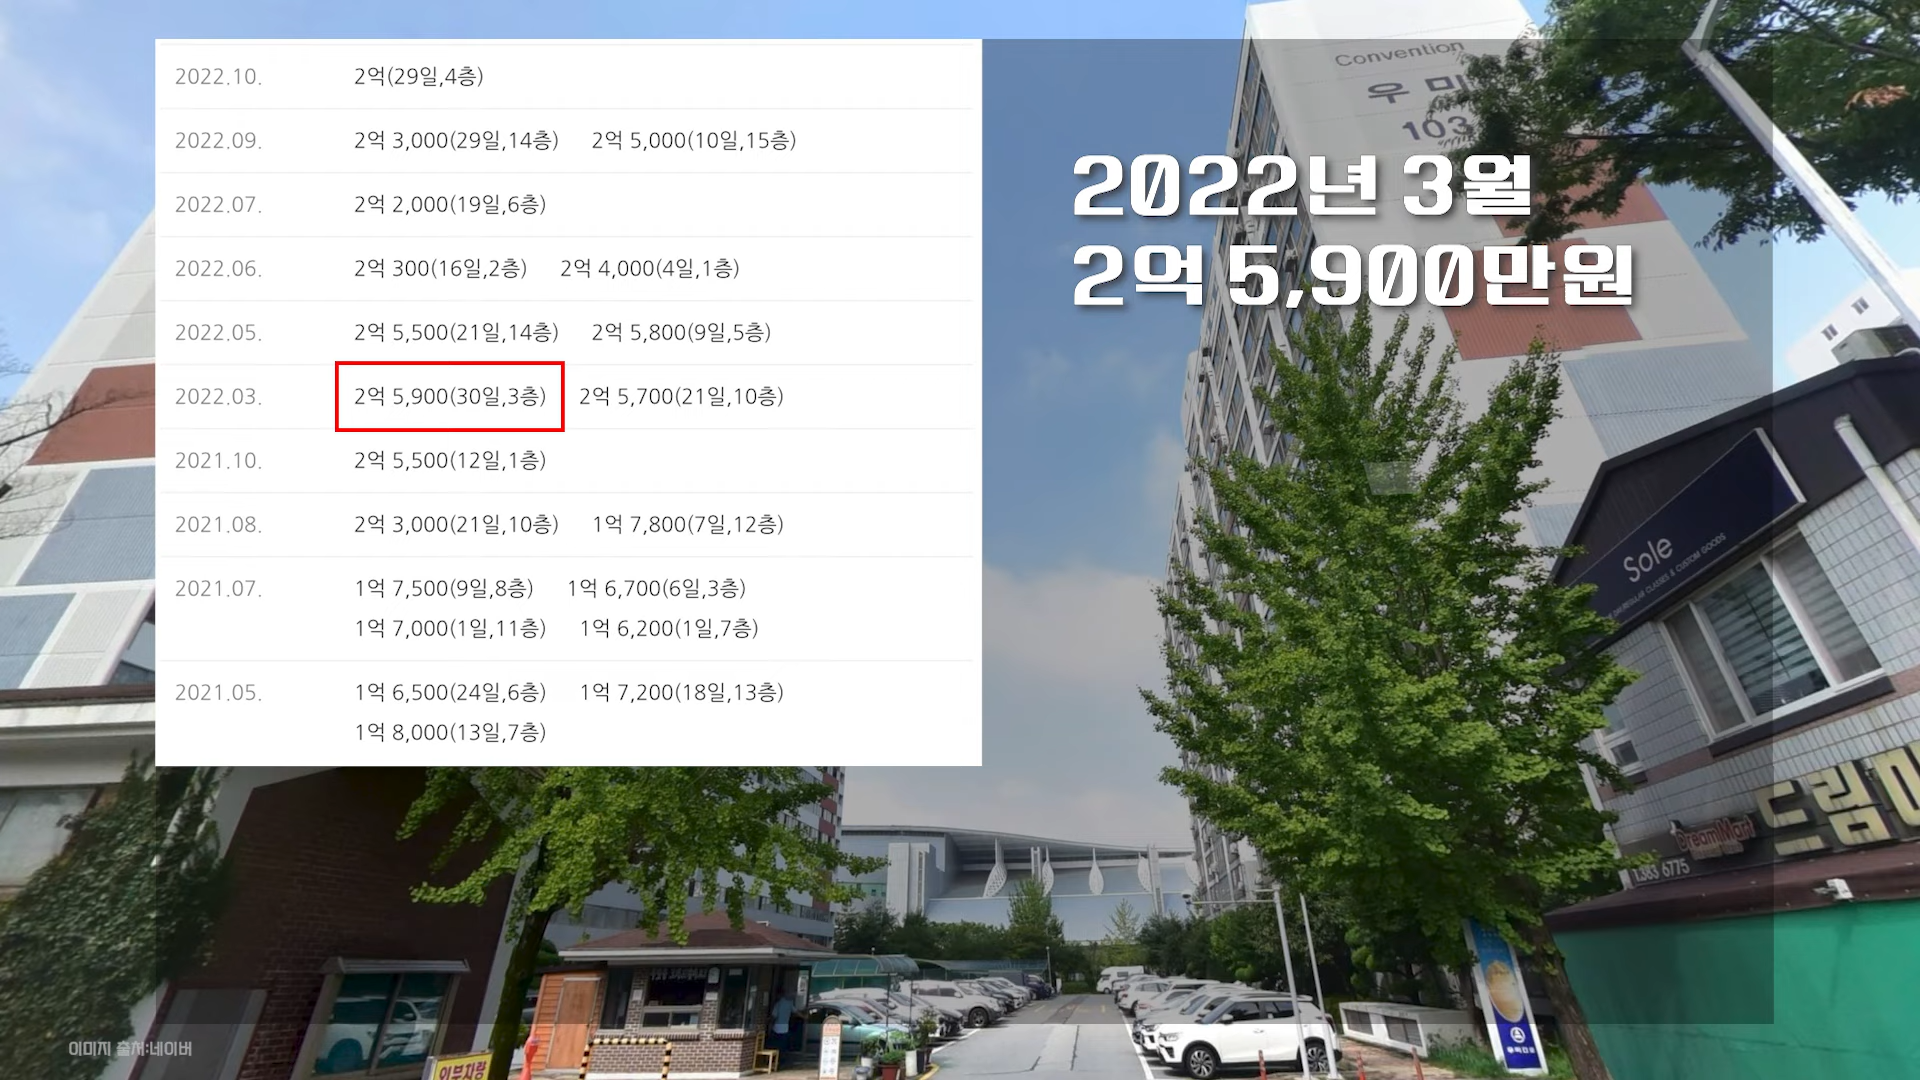 2022.10. 2억(29일,4층)
2022.09. 2억 3,000(29일,14층) 2억 5,000(10일,15층)
2022.07. 2억 2,000(19일,6층)
2022.06. 2억 300(16일,2층) 2억 4,000(4일,1층)
2022.05. 2억 5,500(21일,14층) 2억 5,800(9일,5층)
2022.03. 2억 5,900(30일,3층) 2억 5,700(21일,10층)
2021.10. 2억 5,500(12일,1층)
2021.08. 2억 3,000(21일,10층) 1억 7,800(7일,12층)
2021.07. 1억 7,500(9일,8층) 1억 6,700(6일,3층)
1억 7,000(1일,11층) 1억 6,200(1일,7층)
2021.05. 1억 6,500(24일,6층) 1억 7,200(18일,13층)
1억 8,000(13일,7층)
2022년 3월
2억 5,900만원
Convention
우미
103
Sole
CLASSES & CUSTOM GOODS
드림마
DreamMart
383 6775
외부차량
이미지 출처:네이버